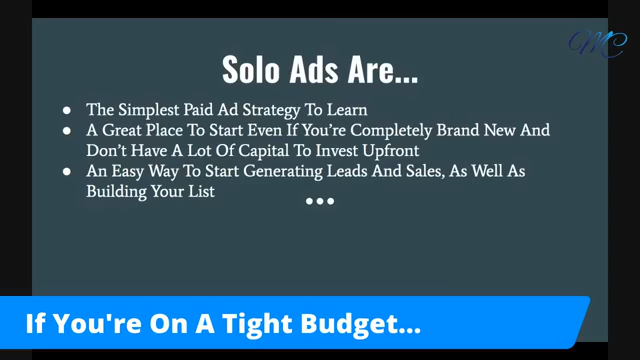 MC
Solo Ads Are...
● The Simplest Paid Ad Strategy To Learn
● A Great Place To Start Even If You're Completely Brand New And
Don't Have A Lot Of Capital To Invest Upfront
● An Easy Way To Start Generating Leads And Sales, As Well As
Building Your List
...
If You're On A Tight Budget...